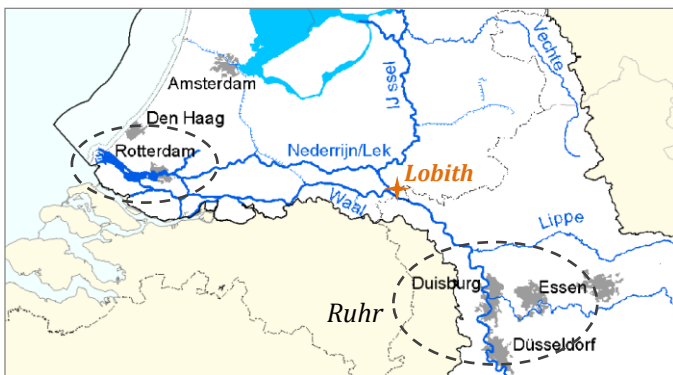 Vechte
Amsterdam
IJssel
Den Haag
Rotterdam
Nederrijn/Lek
Lobith
Waal
Lippe
Duisburg
Essen
Ruhr
Düsseldorf